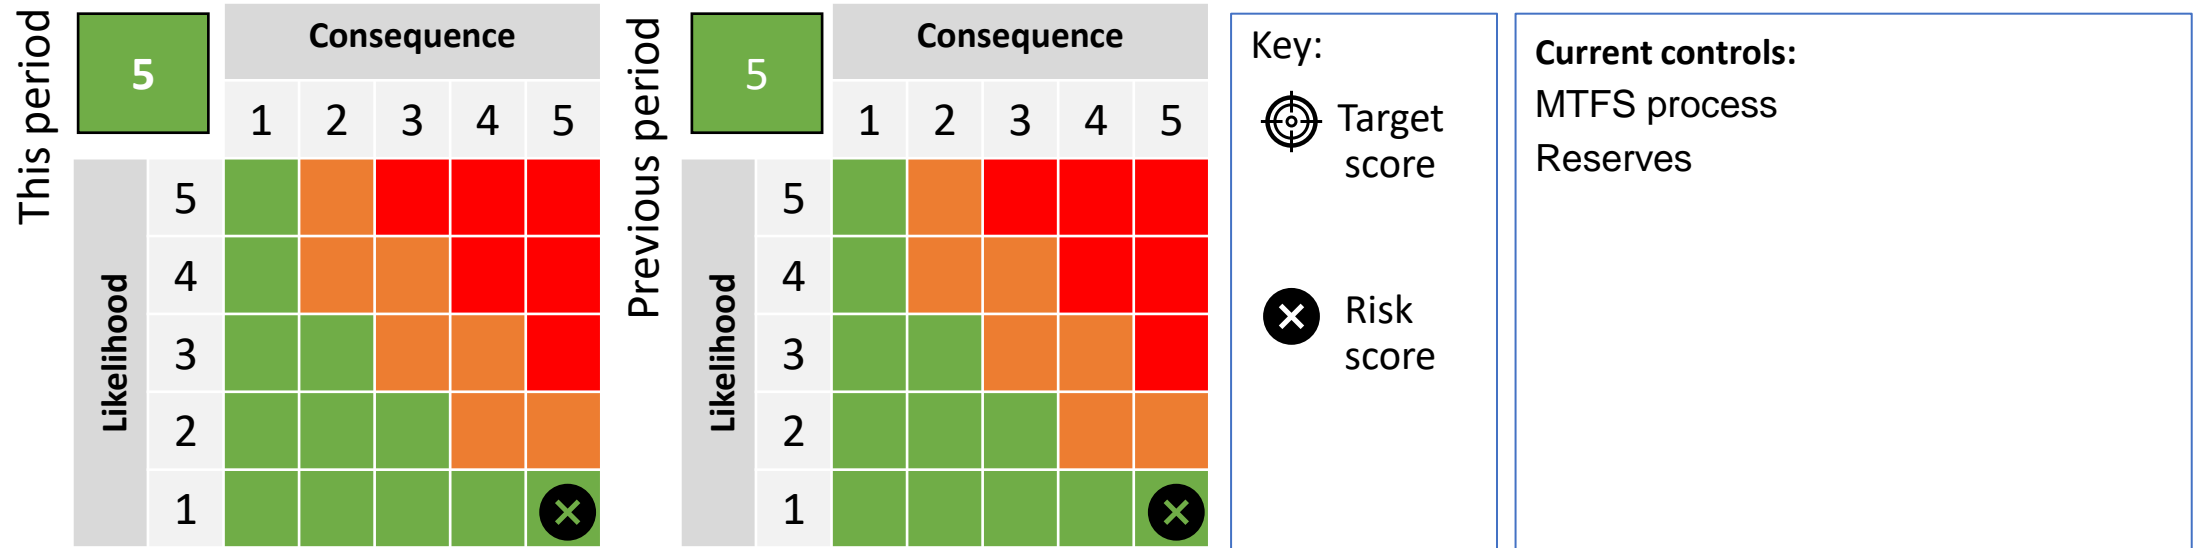 This period
5
Consequence
1 2 3 4 5
Likelihood
5
4
3
2
1
Previous period
5
Consequence
1 2 3 4 5
Likelihood
5
4
3
2
1
Key:
Target
score
Risk
score
Current controls:
MTFS process
Reserves